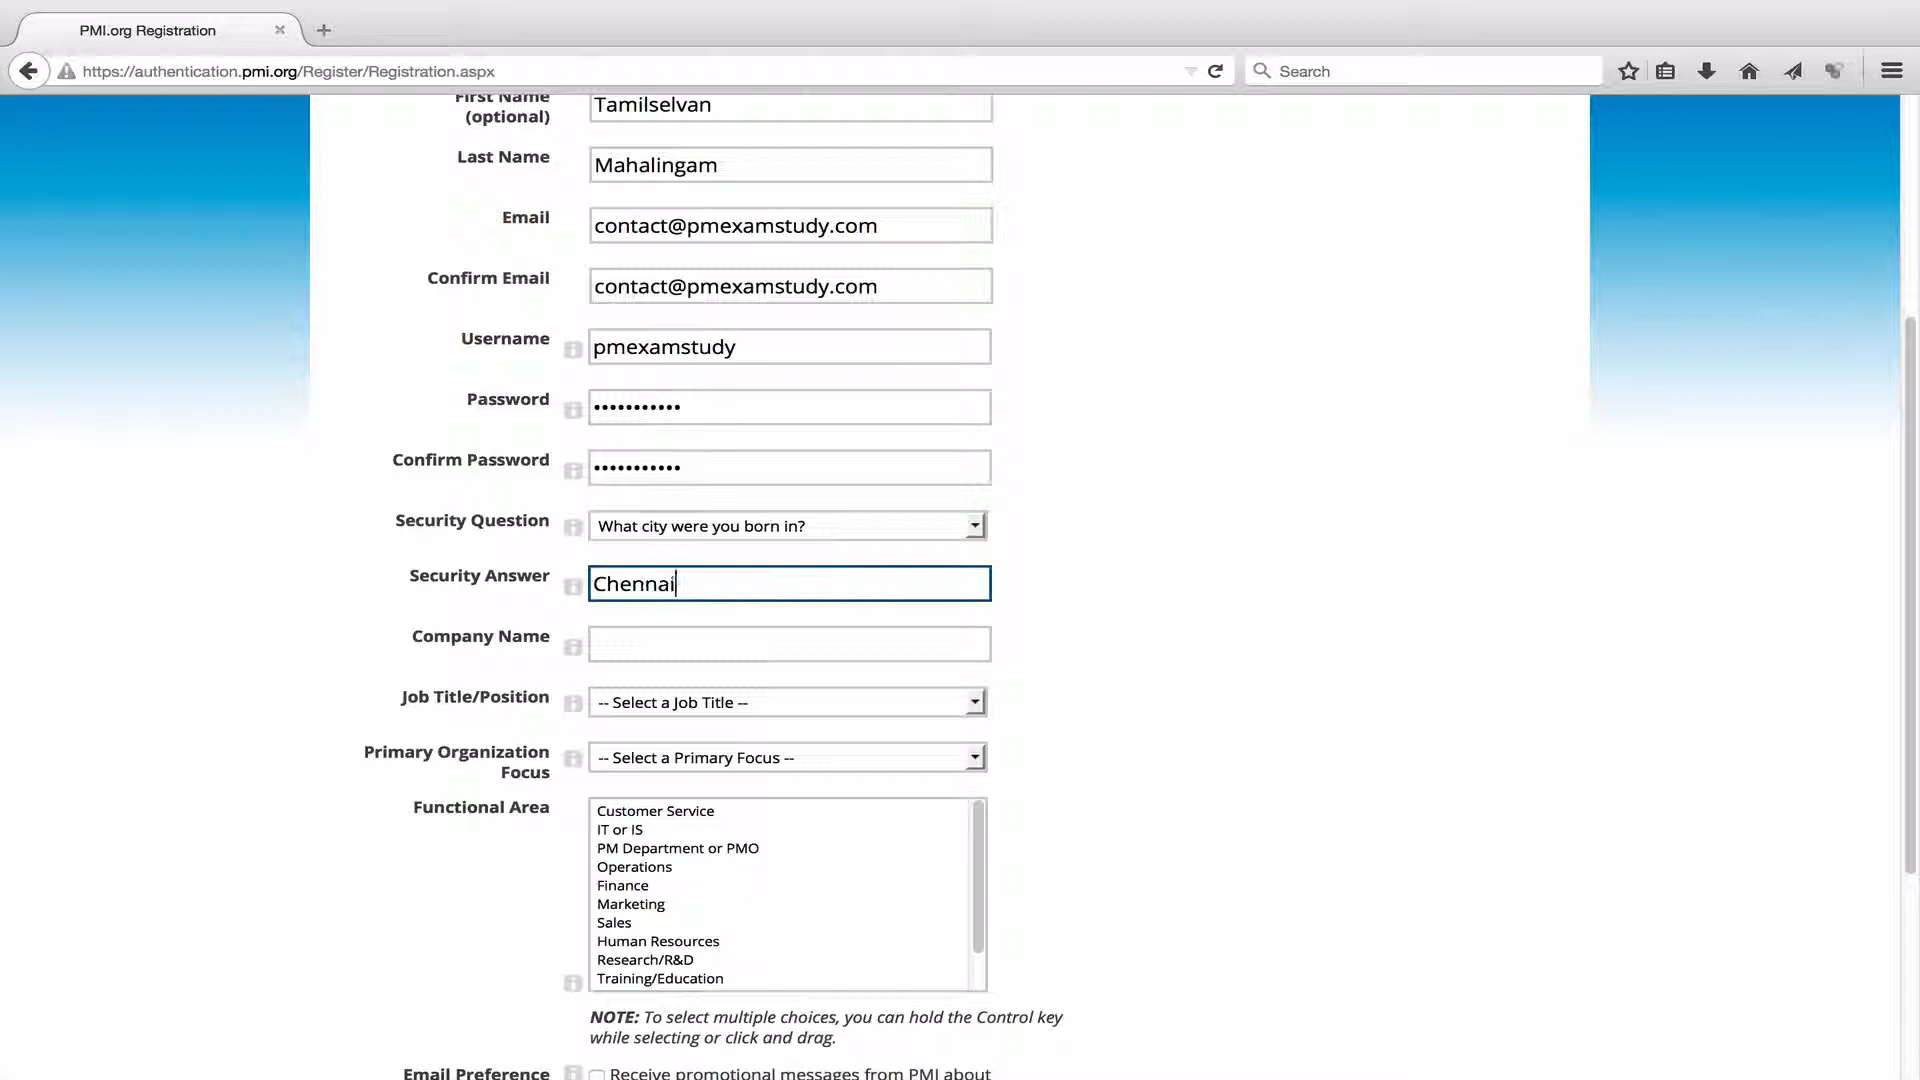 PMI.org Registration
https://authentication.pmi.org/Register/Registration.aspx
Search
First Name
(optional)
Tamilselvan
Last Name
Mahalingam
Email
contact@pmexamstudy.com
Confirm Email
contact@pmexamstudy.com
Username
pmexamstudy
Password
•••••••••••
Confirm Password
•••••••••••
Security Question
What city were you born in?
Security Answer
Chennai
Company Name
Job Title/Position
-- Select a Job Title --
Primary Organization
Focus
-- Select a Primary Focus --
Functional Area
Customer Service
IT or IS
PM Department or PMO
Operations
Finance
Marketing
Sales
Human Resources
Research/R&D
Training/Education
NOTE: To select multiple choices, you can hold the Control key
while selecting or click and drag.
Email Preference
Receive promotional messages from PMI about